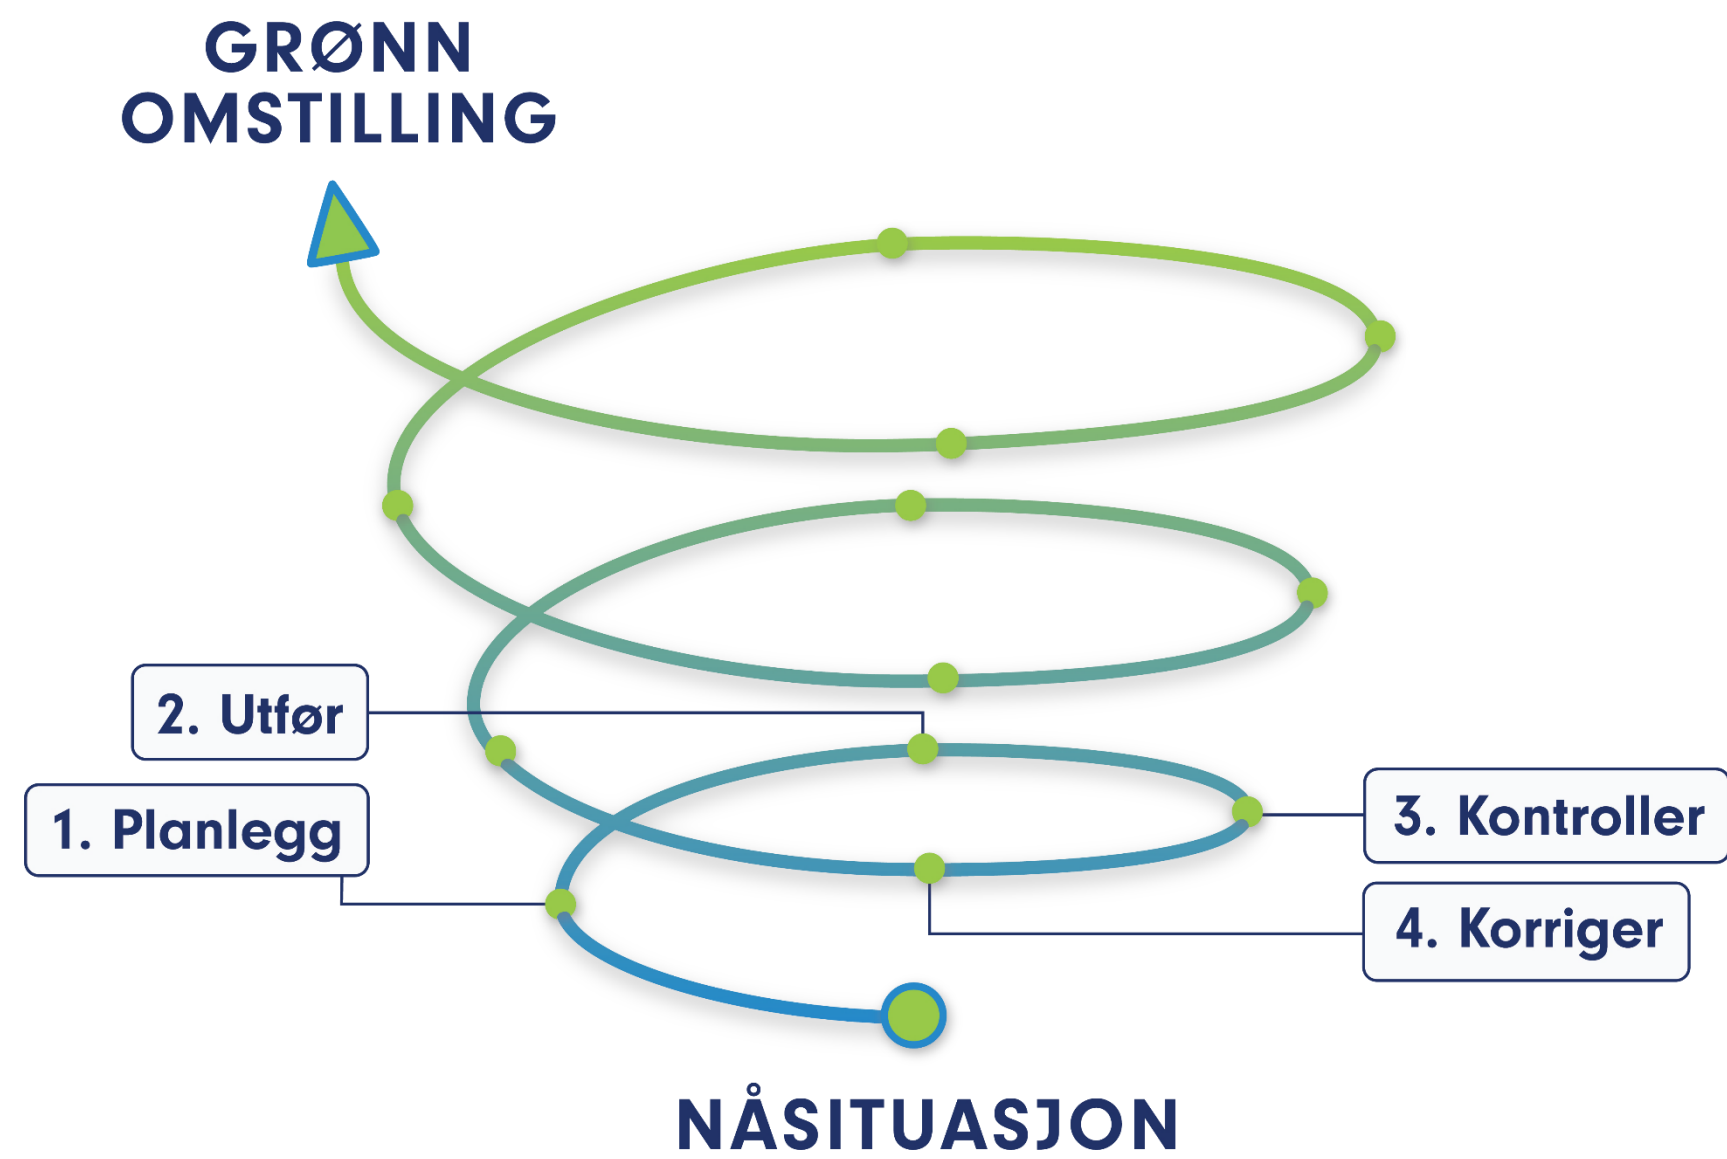 GRØNN
OMSTILLING
2. Utfør
1. Planlegg
3. Kontroller
4. Korriger
NÅSITUASJON